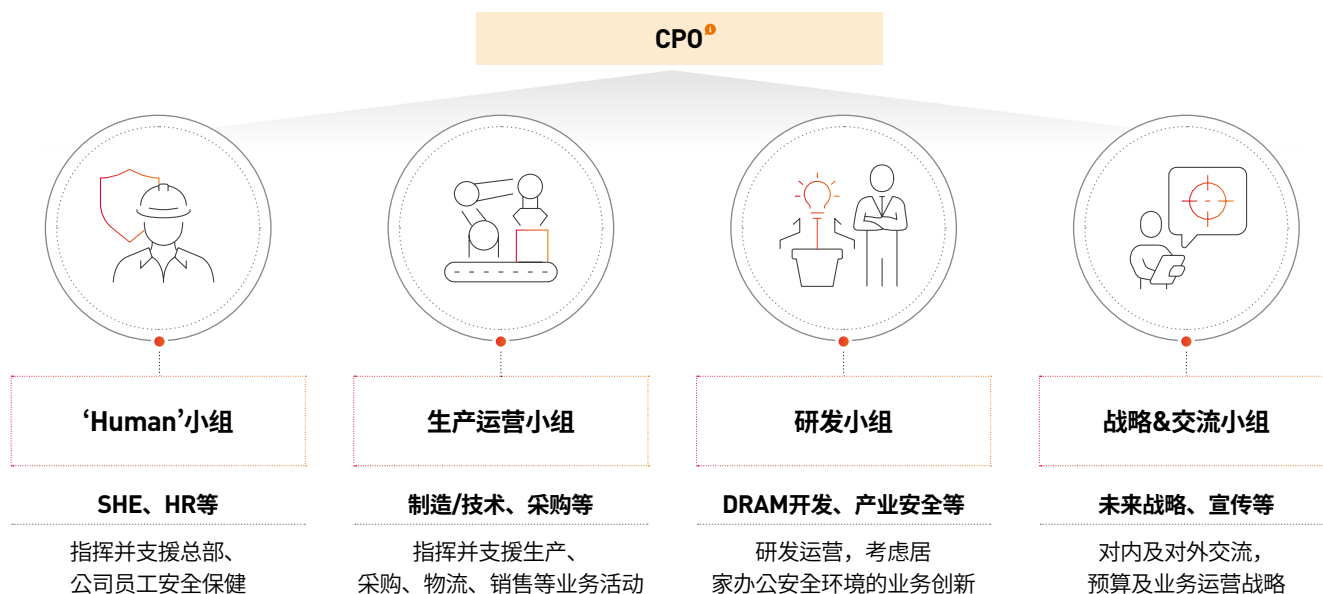 CPO
‘Human’小组
SHE、HR等
指挥并支援总部、
公司员工安全保健
生产运营小组
制造/技术、采购等
指挥并支援生产、
采购、物流、销售等业务活动
研发小组
DRAM开发、产业安全等
研发运营，考虑居
家办公安全环境的业务创新
战略&交流小组
未来战略、宣传等
对内及对外交流，
预算及业务运营战略